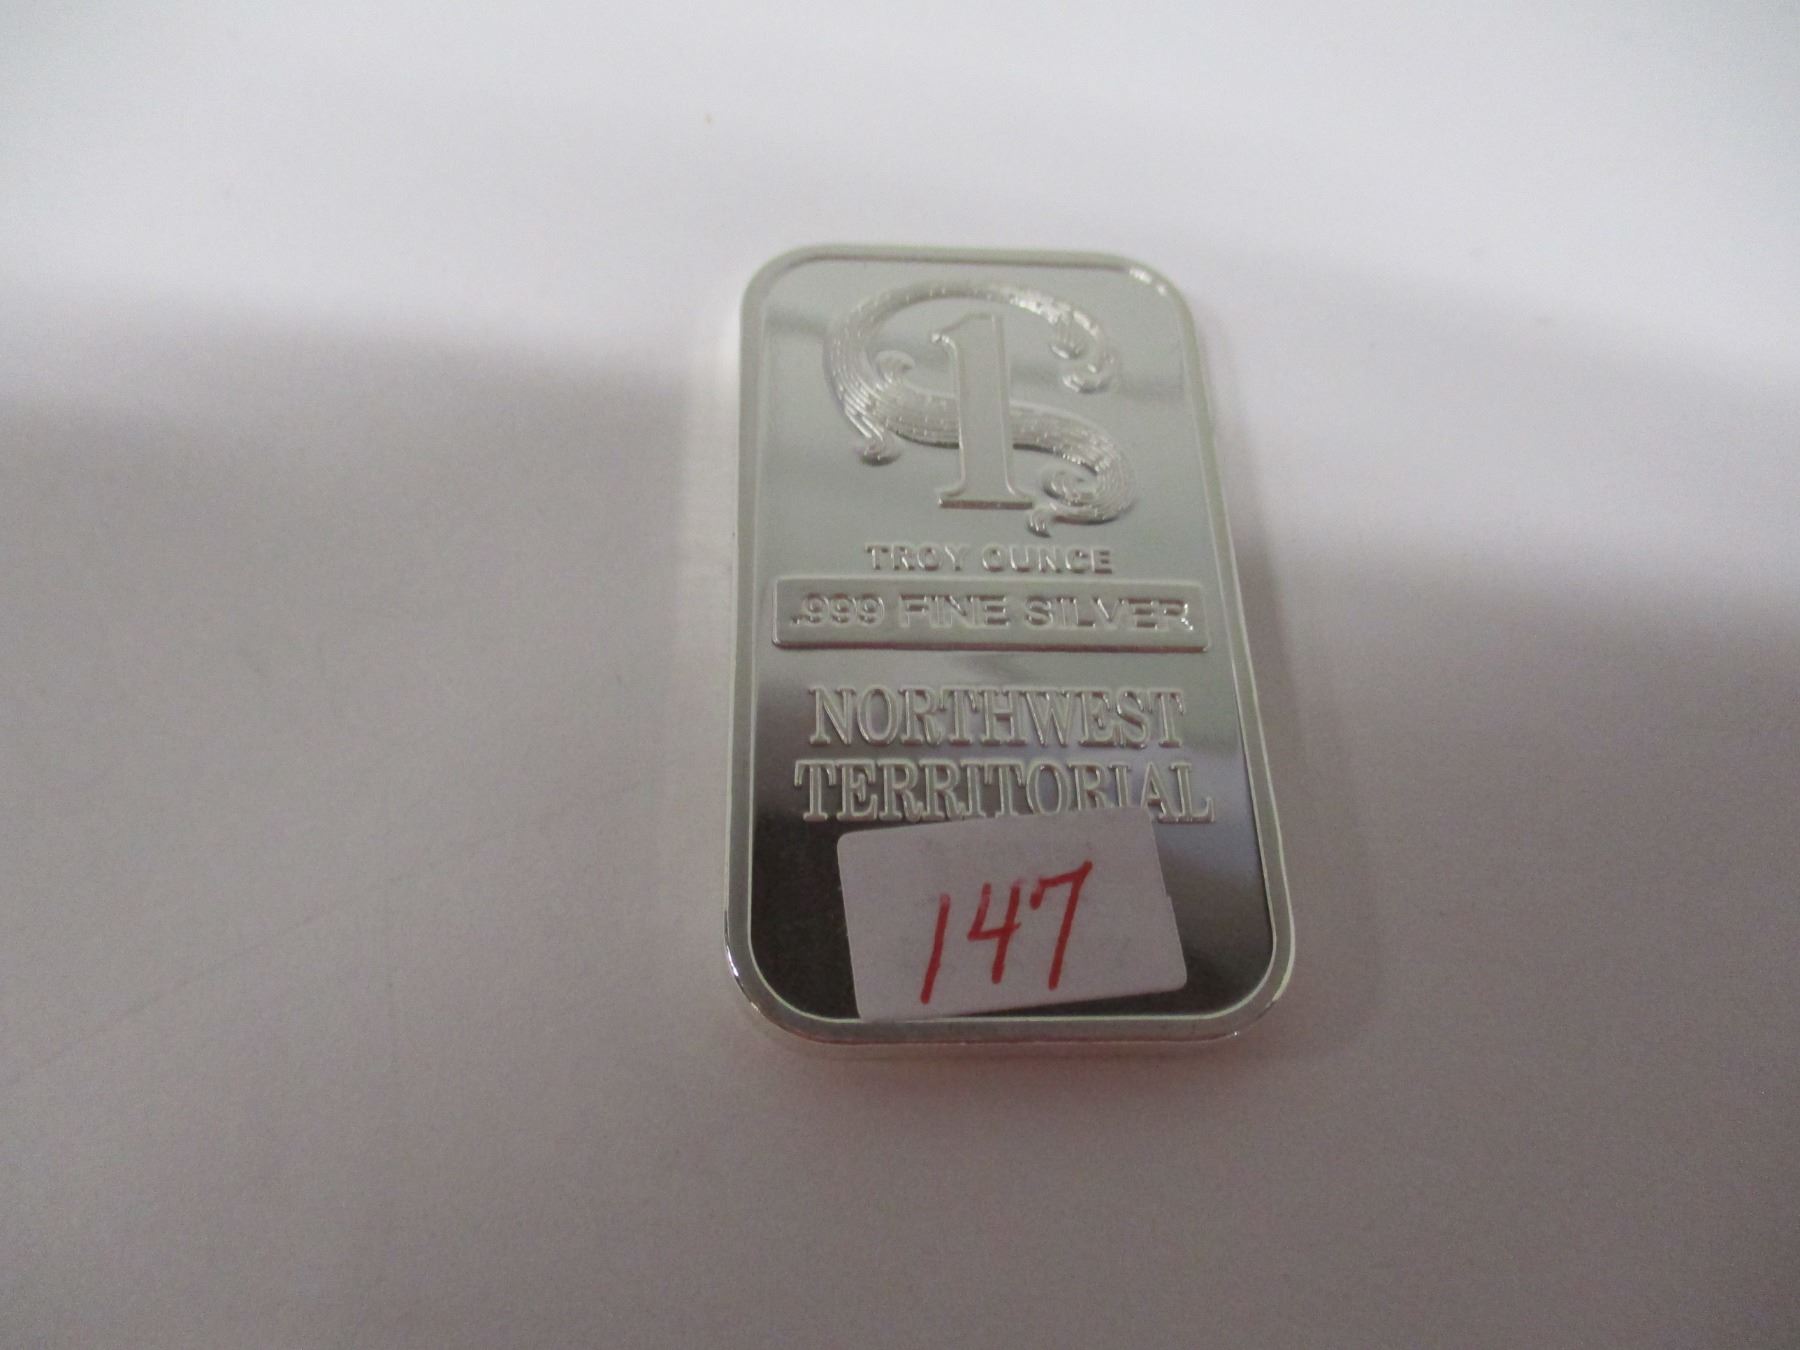 1
TROY OUNCE
.999 FINE SILVER
NORTHWEST
TERRITORIAL
147